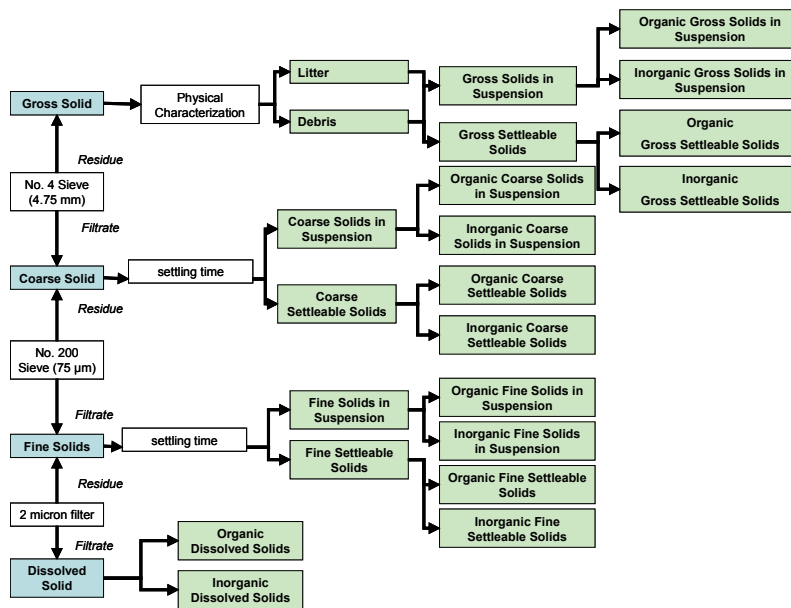 Organic Gross Solids in
Suspension
Litter
Gross Solids in
Suspension
Inorganic Gross Solids in
Suspension
Gross Solid
Physical
Characterization
Debris
Organic
Gross Settleable Solids
Gross Settleable
Solids
Residue
Organic Coarse Solids
in Suspension
Inorganic
Gross Settleable Solids
No. 4 Sieve
(4.75 mm)
Filtrate
Coarse Solids in
Suspension
Inorganic Coarse
Solids in Suspension
Coarse Solid
settling time
Organic Coarse
Settleable Solids
Residue
Coarse
Settleable Solids
Inorganic Coarse
Settleable Solids
No. 200
Sieve (75 µm)
Organic Fine Solids in
Suspension
Filtrate
Fine Solids in
Suspension
Fine Solids
settling time
Inorganic Fine Solids
in Suspension
Fine Settleable
Solids
Residue
Organic Fine Settleable
Solids
2 micron filter
Inorganic Fine
Settleable Solids
Organic
Dissolved Solids
Filtrate
Dissolved
Solid
Inorganic
Dissolved Solids